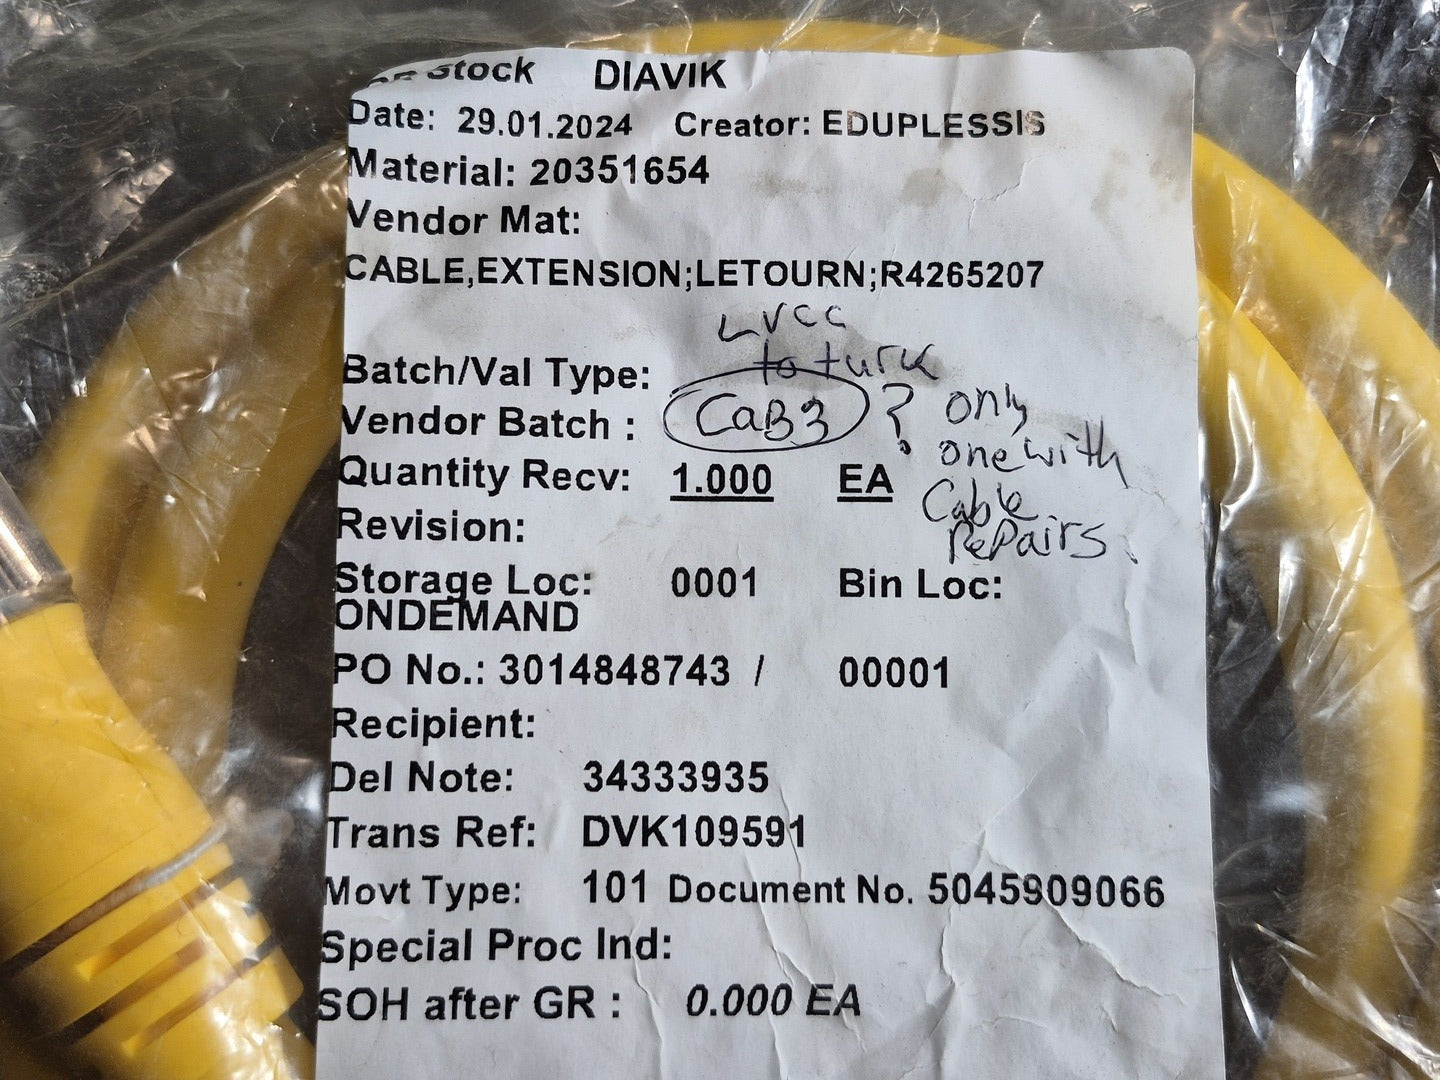 Stock DIAVIK
Date: 29.01.2024 Creator: EDUPLESSIS
Material: 20351654
Vendor Mat:
CABLE,EXTENSION;LETOURN;R4265207
LVCC
to turk
Batch/Val Type:
Vendor Batch : CaB3 ? only
one with
Quantity Recv: 1.000 EA
Cable
Revision: rePairs.
Storage Loc: 0001 Bin Loc:
ONDEMAND
PO No.: 3014848743 / 00001
Recipient:
Del Note: 34333935
Trans Ref: DVK109591
Movt Type: 101 Document No. 5045909066
Special Proc Ind:
SOH after GR : 0.000 EA